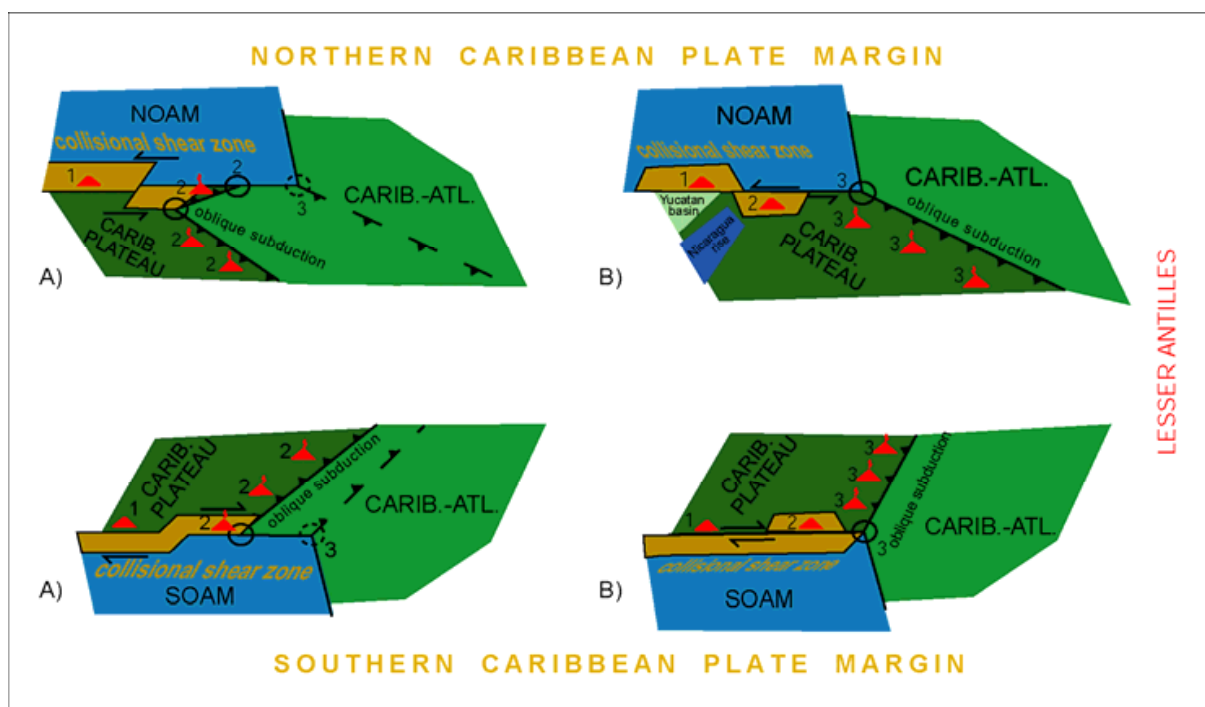 NORTHERN CARIBBEAN PLATE MARGIN
NOAM
collisional shear zone
1
2
2
3
2
2
CARIB.-ATL.
oblique subduction
CARIB.
PLATEAU
A)
NOAM
collisional shear zone
1
2
3
3
3
3
Yucatan
basin
Nicaragua
rise
CARIB.-ATL.
oblique subduction
CARIB.
PLATEAU
B)
LESSER ANTILLES
CARIB.
PLATEAU
2
2
1
2
3
oblique subduction
CARIB.-ATL.
collisional shear zone
SOAM
A)
CARIB.
PLATEAU
3
3
3
1
2
3
oblique subduction
CARIB.-ATL.
collisional shear zone
SOAM
B)
SOUTHERN CARIBBEAN PLATE MARGIN